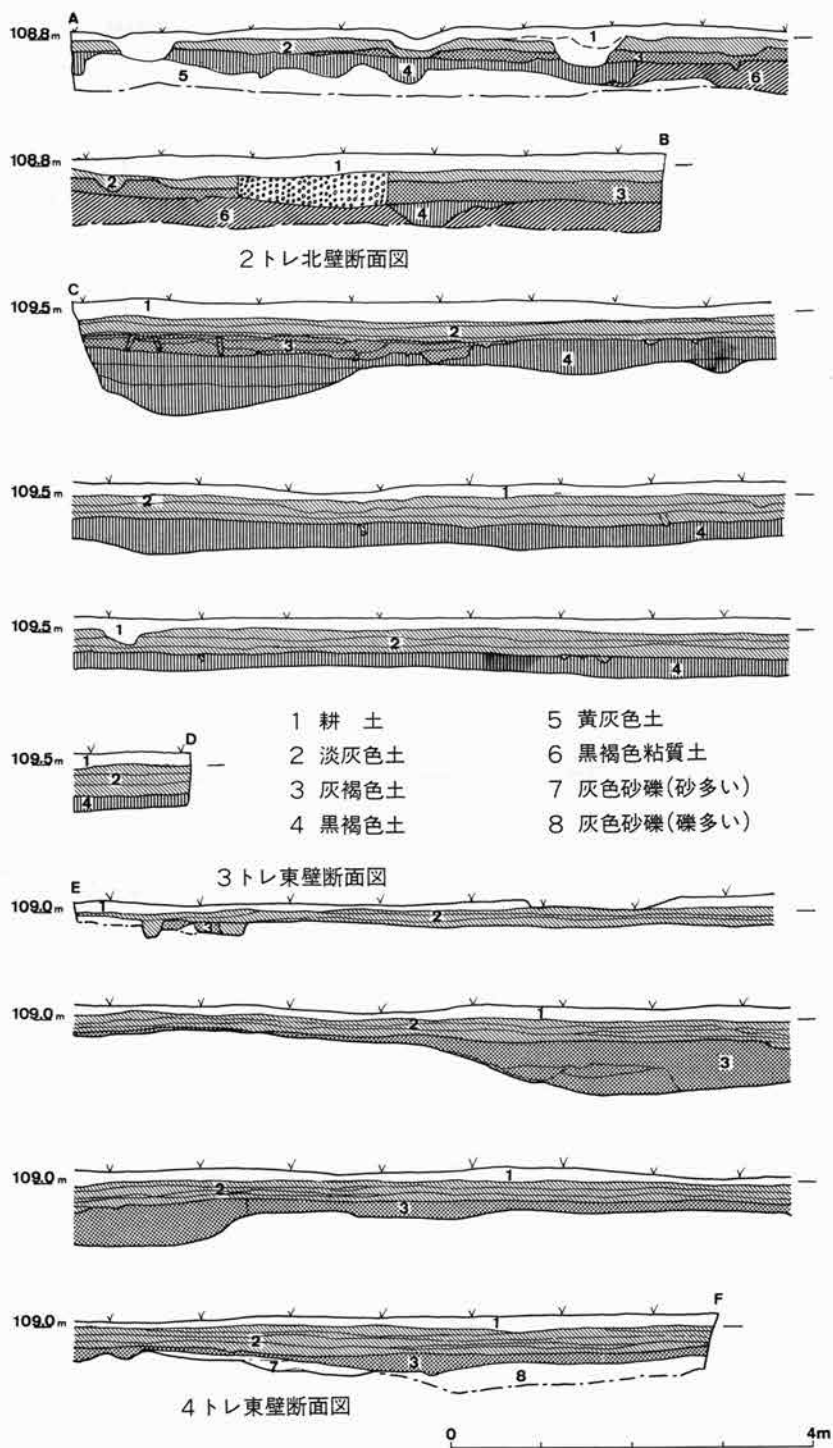 A
108.8m
1
2
3
4
5
6
B
108.8m
1
2
3
4
6
2トレ北壁断面図
C
109.5m
1
2
3
4
109.5m
1
2
4
109.5m
1
2
4
D
109.5m
1
2
4
1 耕土
2 淡灰色土
3 灰褐色土
4 黒褐色土
5 黄灰色土
6 黒褐色粘質土
7 灰色砂礫(砂多い)
8 灰色砂礫(礫多い)
3トレ東壁断面図
E
109.0m
1
2
3
109.0m
1
2
3
109.0m
1
2
3
F
109.0m
1
2
3
7
8
4トレ東壁断面図
0 4m